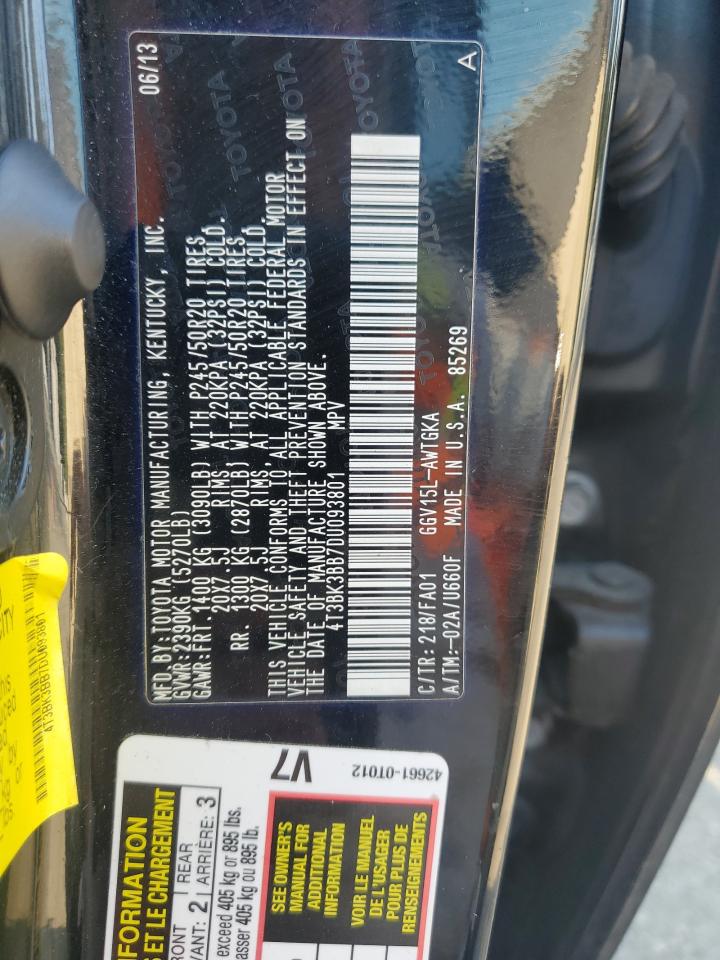 06/13
MFD BY: TOYOTA MOTOR MANUFACTURING, KENTUCKY, INC.
GVWR: 2390KG (5270LB)
GAWR: FRT. 1400 KG (3090LB) WITH P245/50R20 TIRES,
20X7.5J RIMS, AT 220KPA (32PSI) COLD.
RR. 1300 KG (2870LB) WITH P245/50R20 TIRES,
20X7.5J RIMS, AT 220KPA (32PSI) COLD.
THIS VEHICLE CONFORMS TO ALL APPLICABLE FEDERAL MOTOR
VEHICLE SAFETY AND THEFT PREVENTION STANDARDS IN EFFECT ON
THE DATE OF MANUFACTURE SHOWN ABOVE.
4T3BK3BB7DU093801 MPV
C/TR: 218/FA01 GGV15L-AWTGKA
A/TM:-02A/U660F MADE IN U.S.A. 85269
A
4T3BK3BB7DU093801
V7
42661-0T012
INFORMATION
ET LE CHARGEMENT
2
REAR
ARRIÈRE: 3
exceed 405 kg or 895 lbs.
405 kg ou 895 lb.
SEE OWNER'S
MANUAL FOR
ADDITIONAL
INFORMATION
VOIR LE MANUEL
DE L'USAGER
POUR PLUS DE
RENSEIGNEMENTS